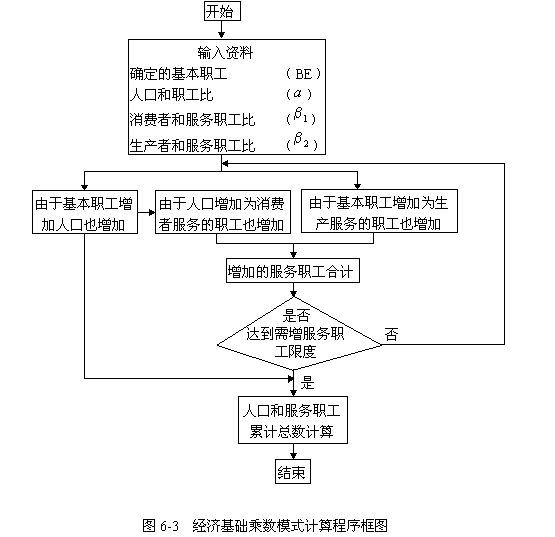 开始
输入资料
确定的基本职工 （BE）
人口和职工比 （a）
消费者和服务职工比 （β1）
生产者和服务职工比 （β2）
由于基本职工增
加人口也增加
由于人口增加为消费
者服务的职工也增加
由于基本职工增加为生
产服务的职工也增加
增加的服务职工合计
是否
达到需增服务职
工限度
否
是
人口和服务职工
累计总数计算
结束
图 6-3 经济基础乘数模式计算程序框图